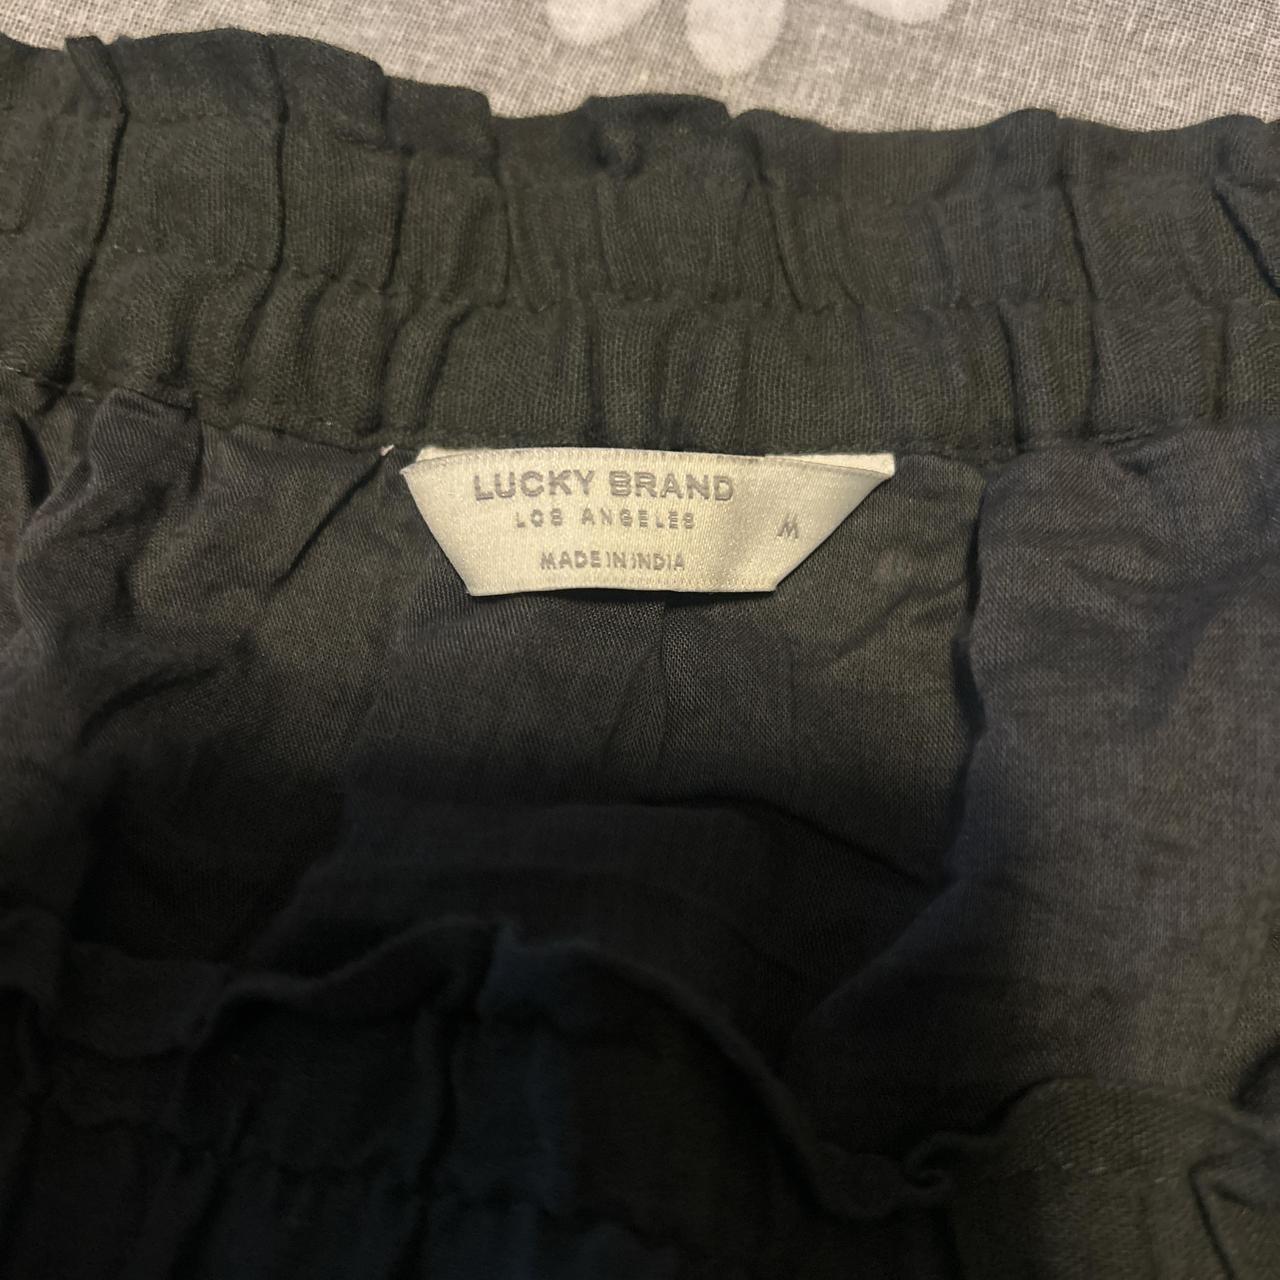 LUCKY BRAND
LOS ANGELES
M
MADE IN INDIA